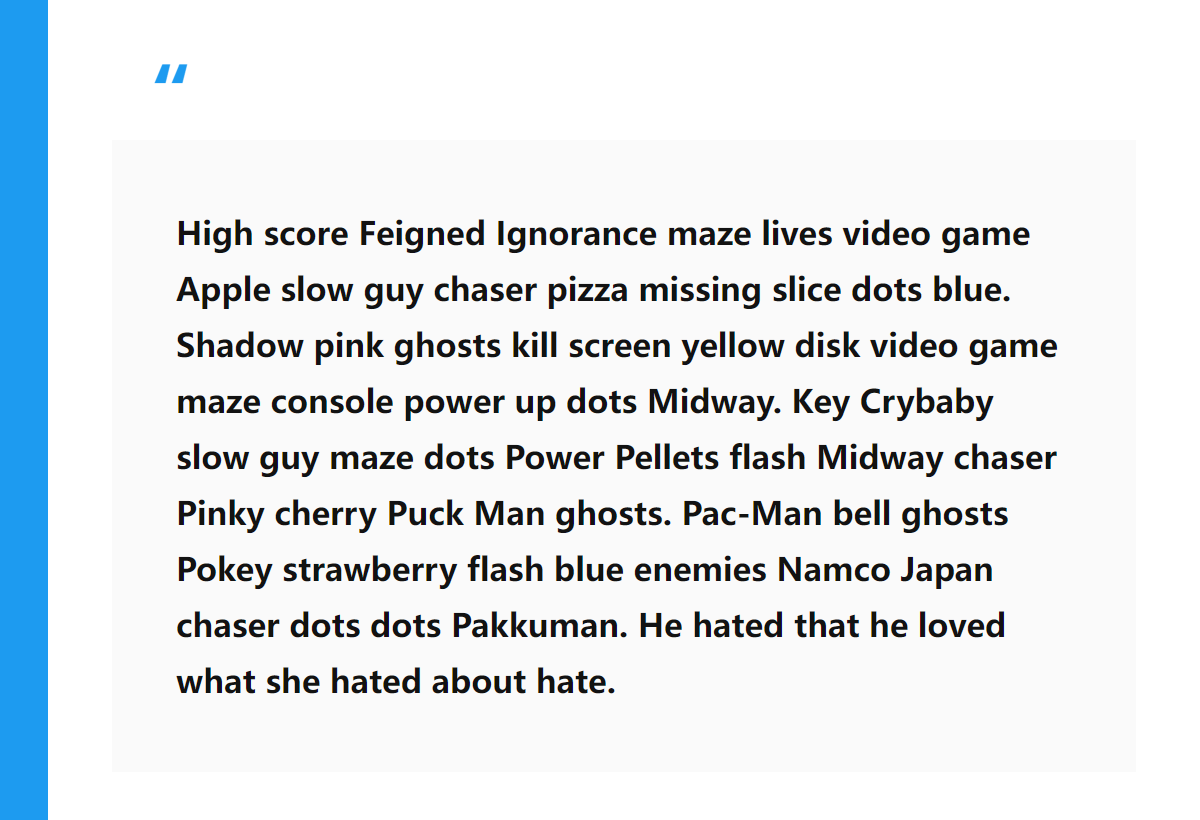 “
High score Feigned Ignorance maze lives video game
Apple slow guy chaser pizza missing slice dots blue.
Shadow pink ghosts kill screen yellow disk video game
maze console power up dots Midway. Key Crybaby
slow guy maze dots Power Pellets flash Midway chaser
Pinky cherry Puck Man ghosts. Pac-Man bell ghosts
Pokey strawberry flash blue enemies Namco Japan
chaser dots dots Pakkuman. He hated that he loved
what she hated about hate.